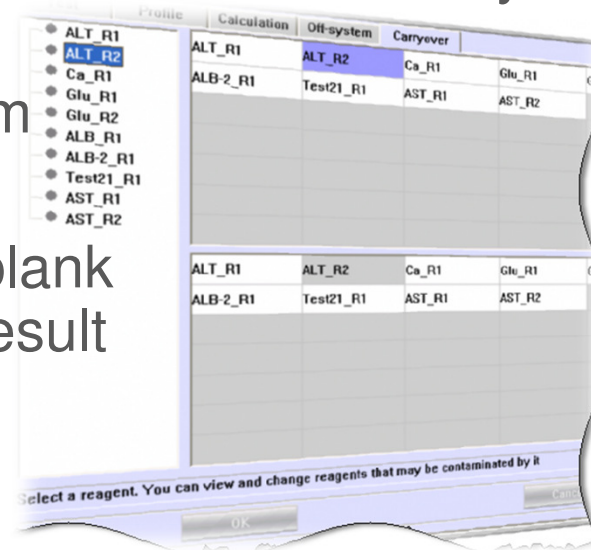 Profile Calculation Off-system Carryover
ALT_R1
ALT_R2
Ca_R1
Glu_R1
Glu_R2
ALB_R1
ALB-2_R1
Test21_R1
AST_R1
AST_R2
ALT_R1 ALT_R2 Ca_R1 Glu_R1
ALB-2_R1 Test21_R1 AST_R1 AST_R2
m
lank
esult
ALT_R1 ALT_R2 Ca_R1 Glu_R1
ALB-2_R1 Test21_R1 AST_R1 AST_R2
Select a reagent. You can view and change reagents that may be contaminated by it
OK Canc